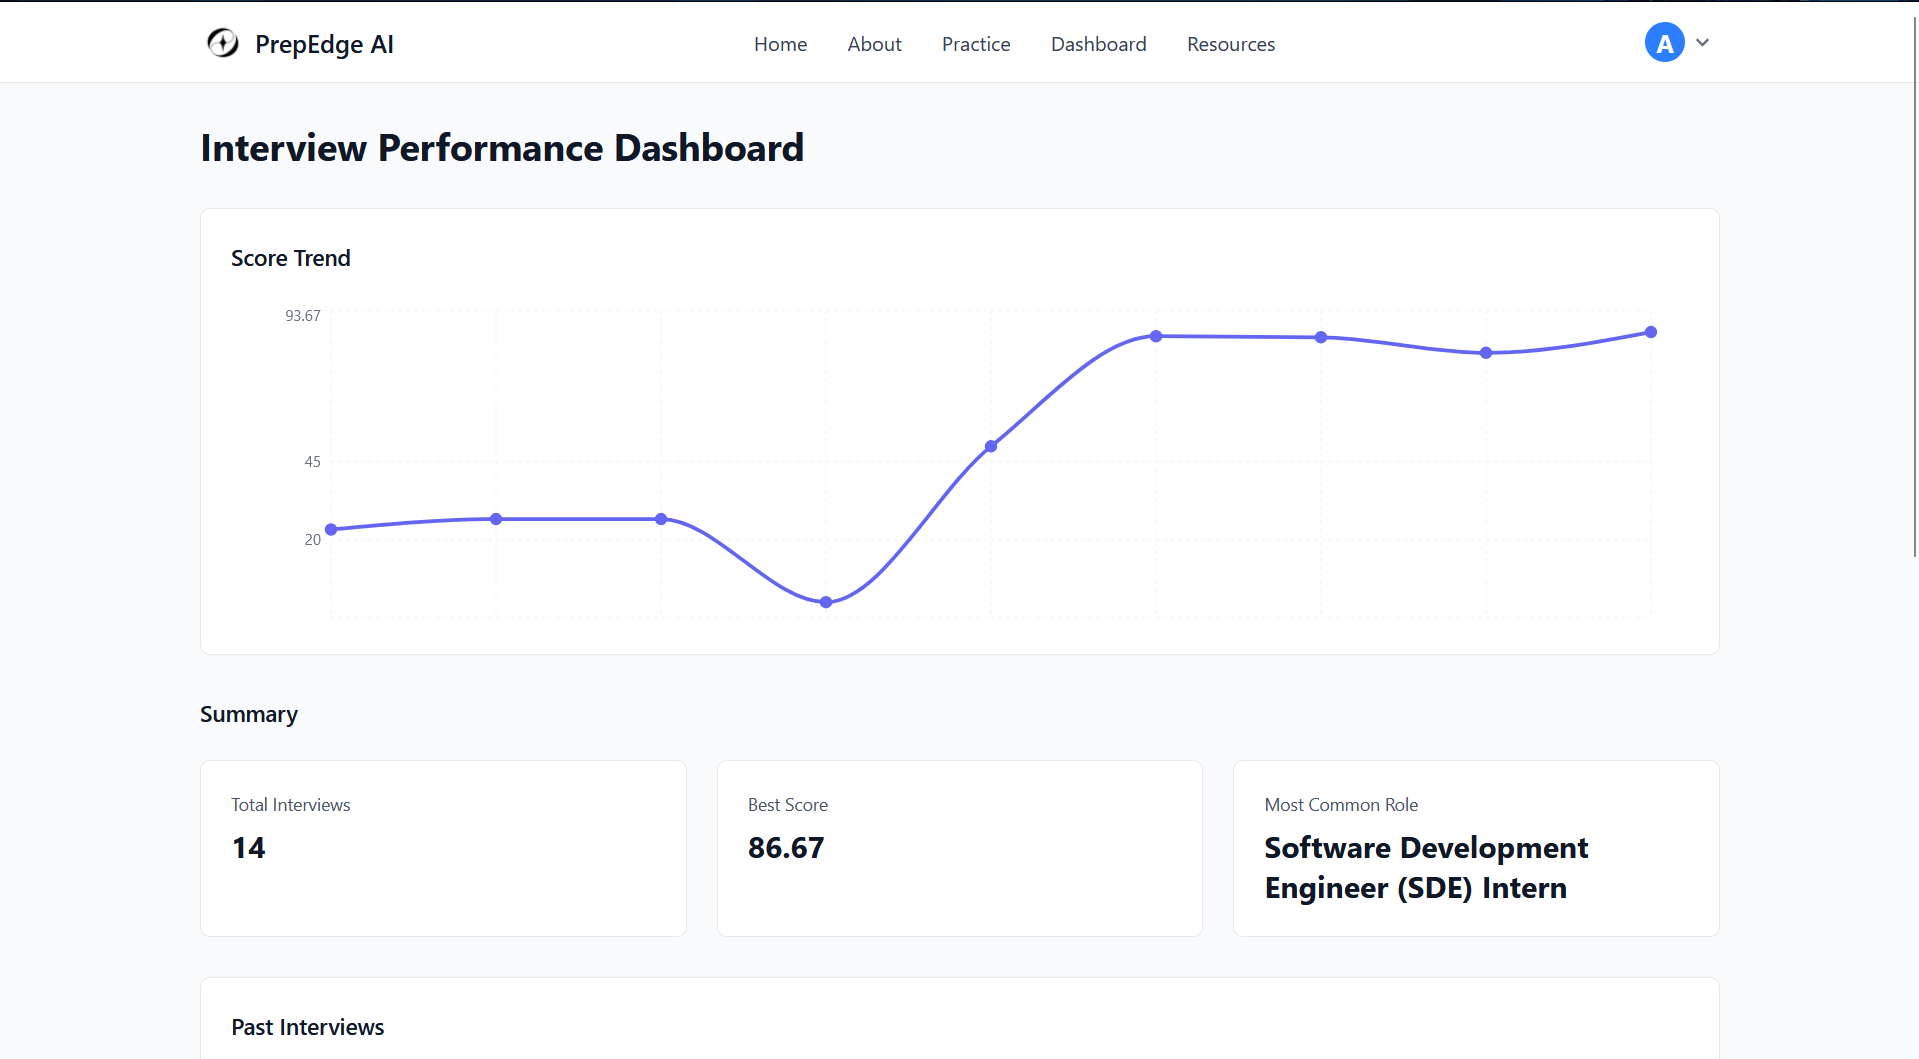 PrepEdge AI
Home About Practice Dashboard Resources
A
Interview Performance Dashboard
Score Trend
93.67
45
20
Summary
Total Interviews
14
Best Score
86.67
Most Common Role
Software Development
Engineer (SDE) Intern
Past Interviews